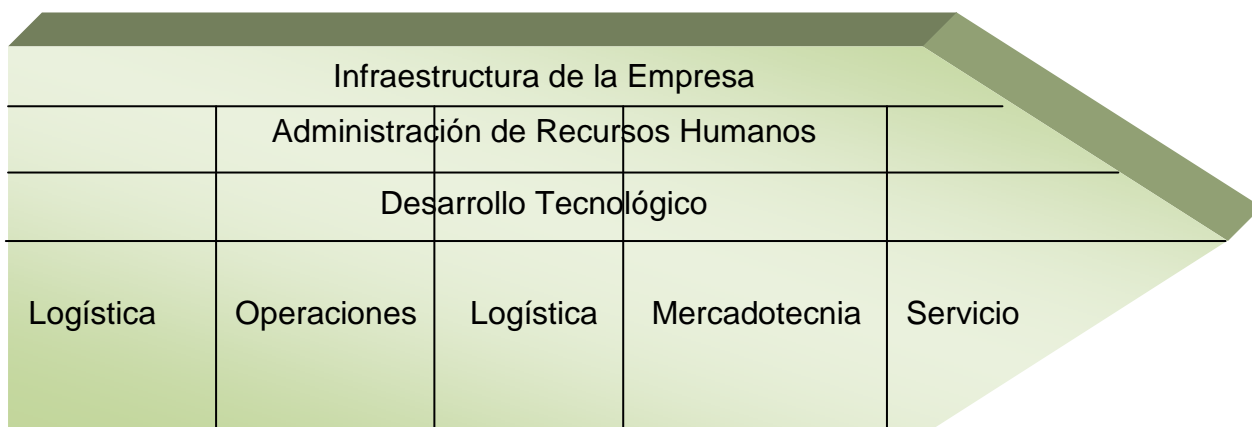 Infraestructura de la Empresa
Administración de Recursos Humanos
Desarrollo Tecnológico
Logística Operaciones Logística Mercadotecnia Servicio